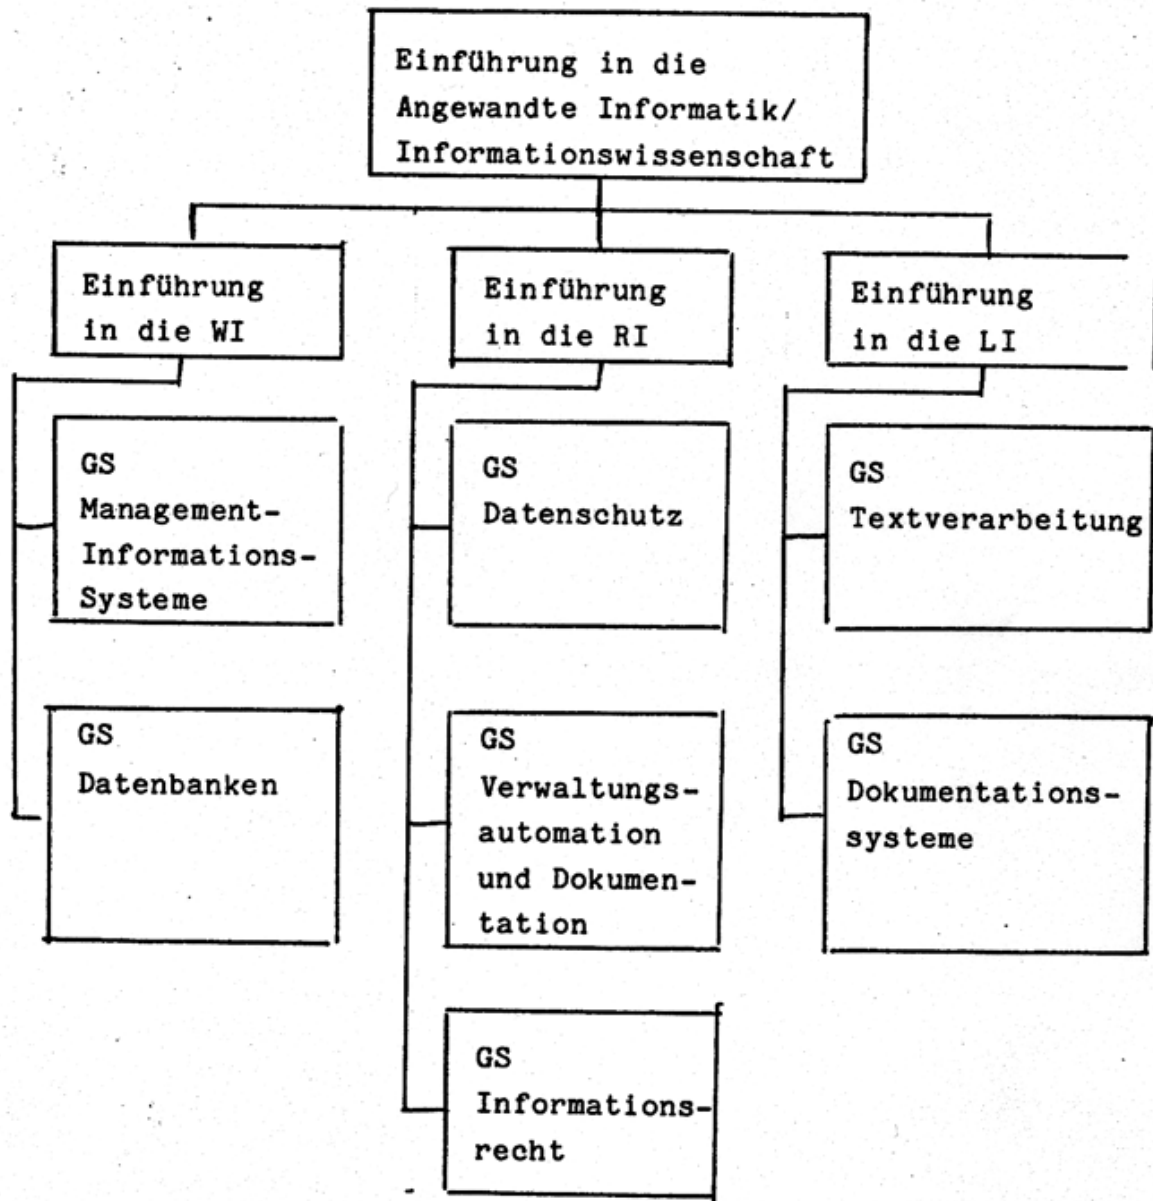 Einführung in die
Angewandte Informatik/
Informationswissenschaft
Einführung
in die WI
Einführung
in die RI
Einführung
in die LI
GS
Management-
Informations-
Systeme
GS
Datenschutz
GS
Textverarbeitung
GS
Datenbanken
GS
Verwaltungs-
automation
und Dokumen-
tation
GS
Dokumentations-
systeme
GS
Informations-
recht